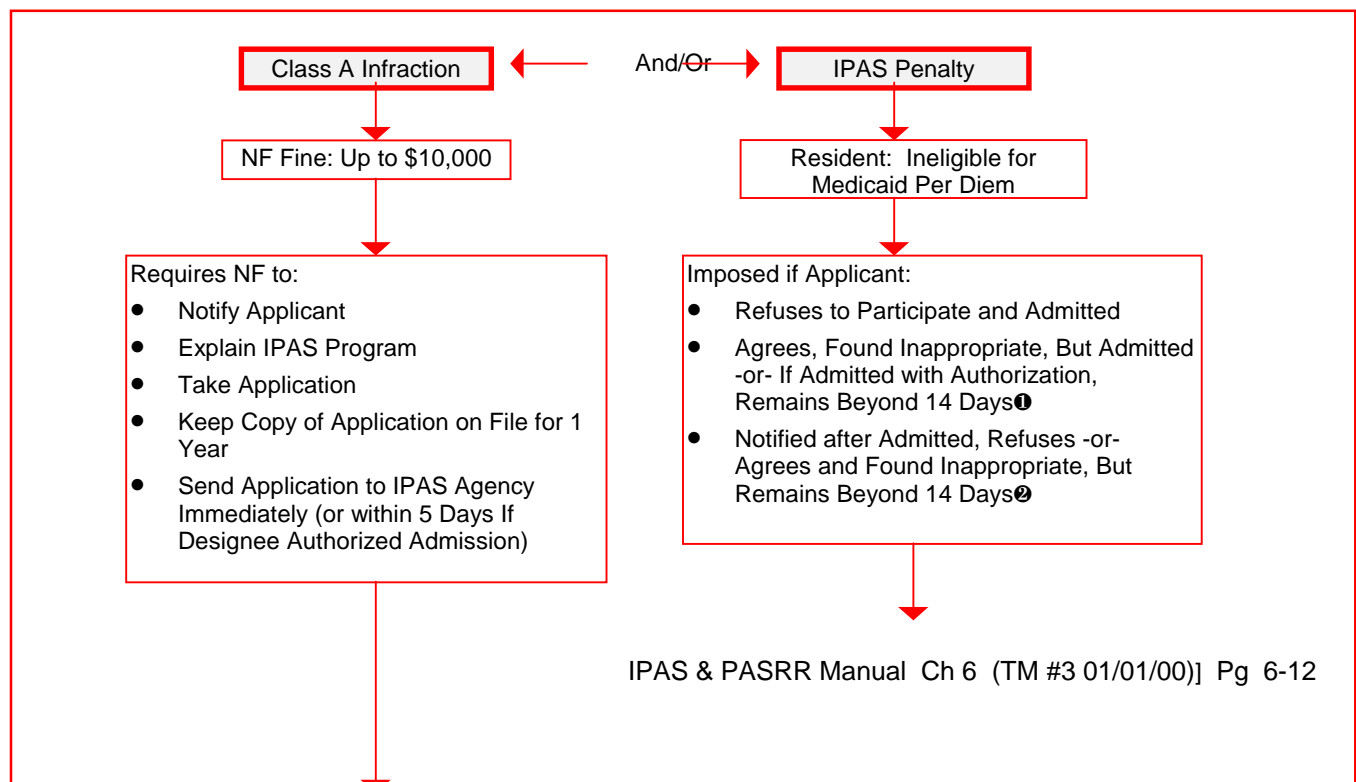 Class A Infraction
And/Or
IPAS Penalty
NF Fine: Up to $10,000
Resident: Ineligible for
Medicaid Per Diem
Requires NF to:
● Notify Applicant
● Explain IPAS Program
● Take Application
● Keep Copy of Application on File for 1
Year
● Send Application to IPAS Agency
Immediately (or within 5 Days If
Designee Authorized Admission)
Imposed if Applicant:
● Refuses to Participate and Admitted
● Agrees, Found Inappropriate, But Admitted
-or- If Admitted with Authorization,
Remains Beyond 14 Days❶
● Notified after Admitted, Refuses -or-
Agrees and Found Inappropriate, But
Remains Beyond 14 Days❷
IPAS & PASRR Manual Ch 6 (TM #3 01/01/00)] Pg 6-12